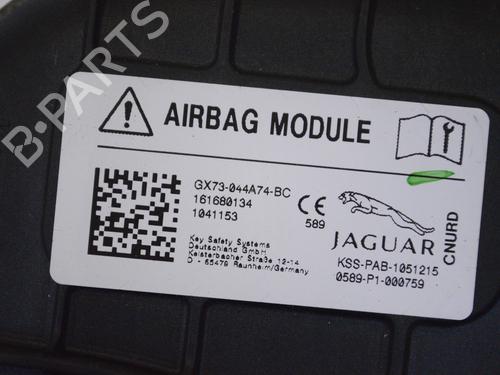 B-PARTS
AIRBAG MODULE
GX73-044A74-BC
161680134
1041153
CE
589
Key Safety Systems
Deutschland GmbH
Kelsterbacher Straße 12-14
D - 65479 Raunheim/Germany
JAGUAR
CNURD
KSS-PAB-1051215
0589-P1-000759